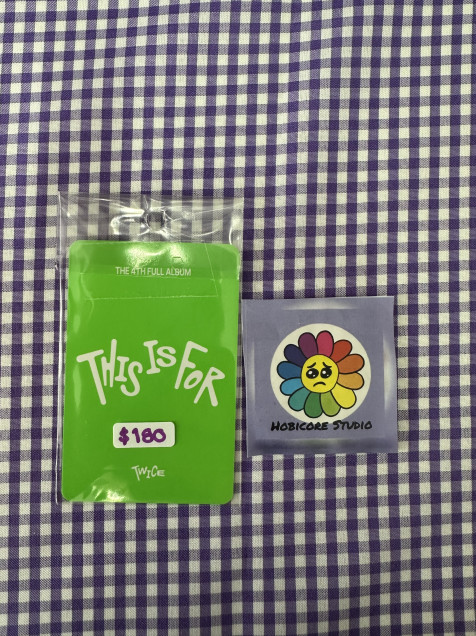 THE 4TH FULL ALBUM
THIS IS FOR
$180
TWICE
HOBICORE STUDIO